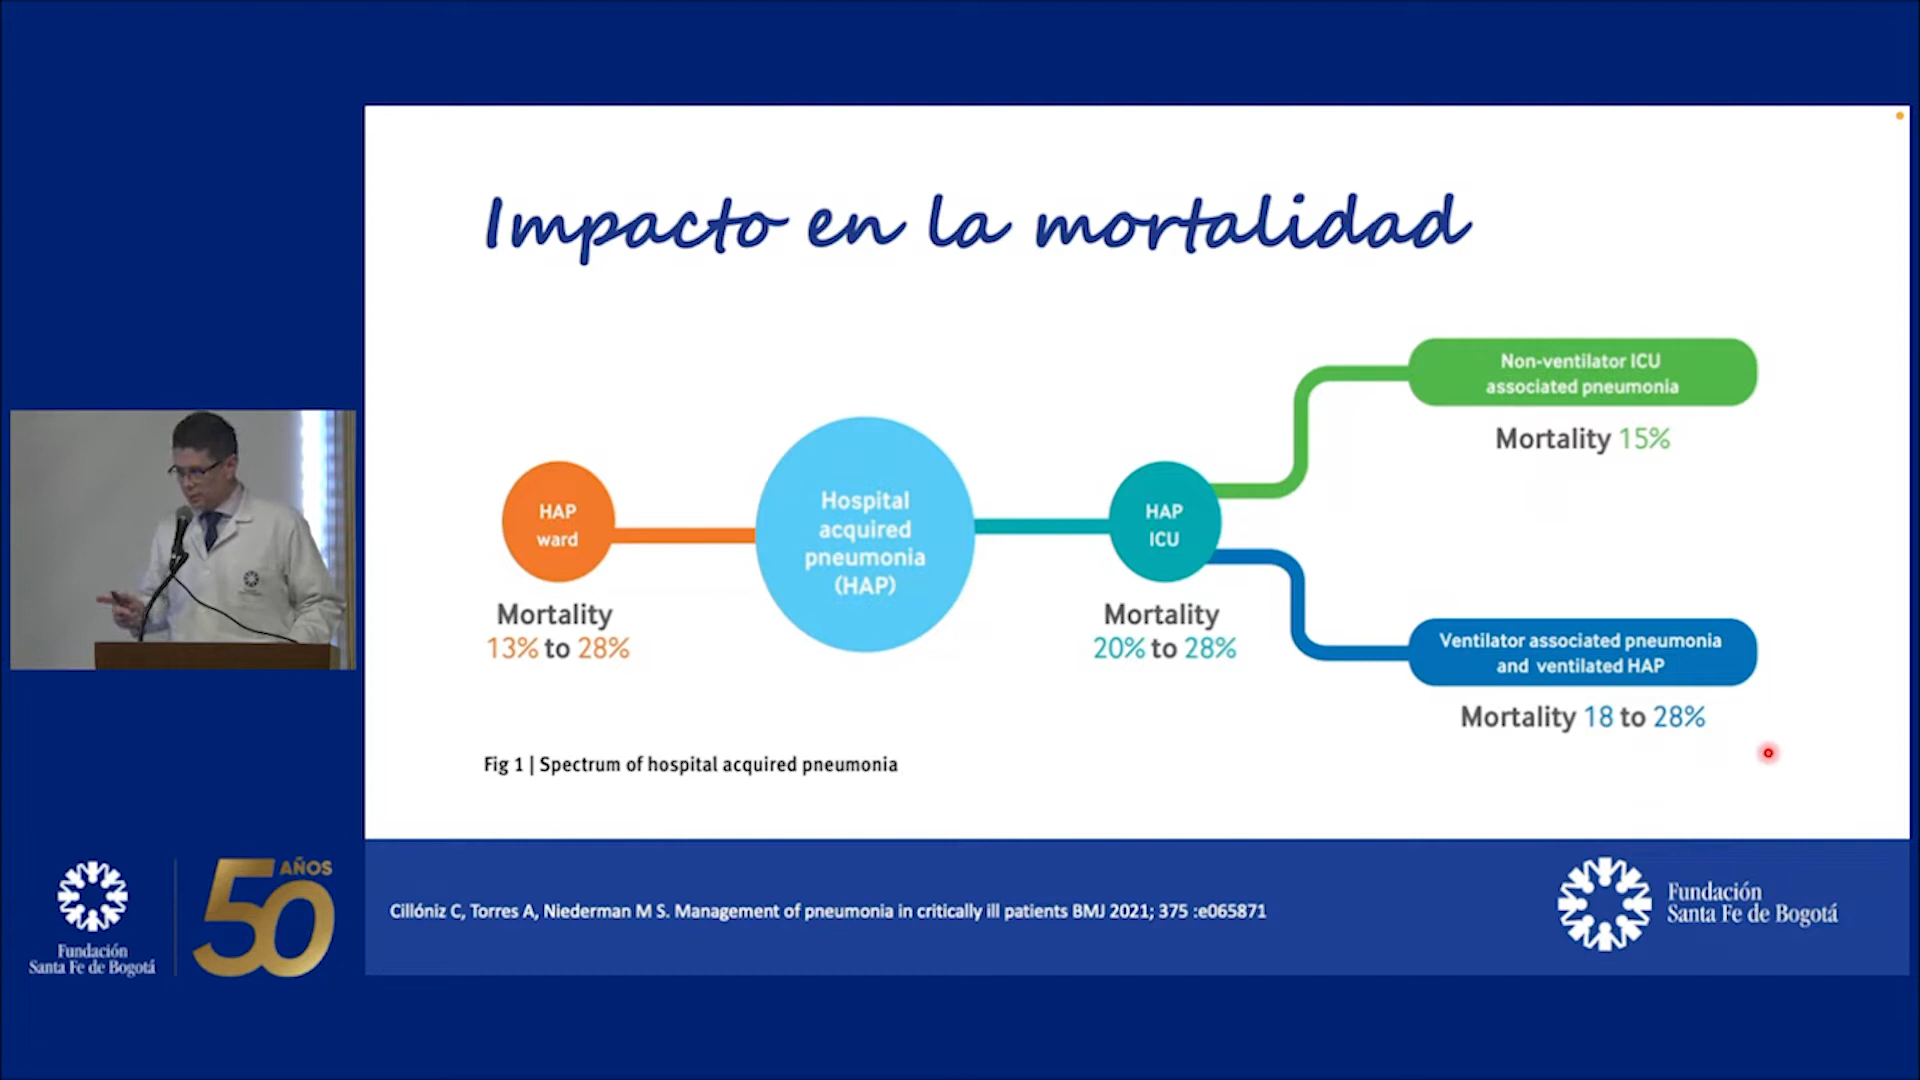 Impacto en la mortalidad
HAP
ward
Mortality
13% to 28%
Hospital
acquired
pneumonia
(HAP)
HAP
ICU
Mortality
20% to 28%
Non-ventilator ICU
associated pneumonia
Mortality 15%
Ventilator associated pneumonia
and ventilated HAP
Mortality 18 to 28%
Fig 1 | Spectrum of hospital acquired pneumonia
Cillóniz C, Torres A, Niederman M S. Management of pneumonia in critically ill patients BMJ 2021; 375 :e065871
Fundación
Santa Fe de Bogotá
50 AÑOS
Fundación
Santa Fe de Bogotá